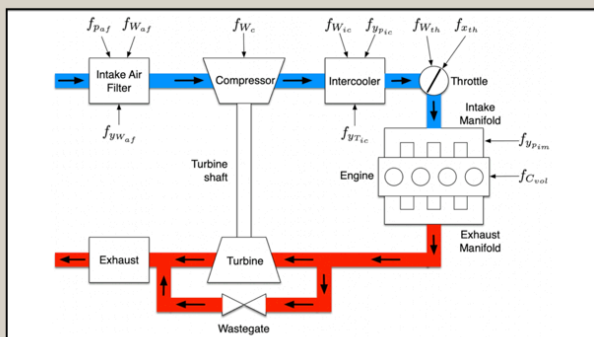 f_{p_{af}} f_{W_{af}}
f_{W_c}
f_{W_{ic}} f_{y_{p_{ic}}}
f_{W_{th}} f_{x_{th}}
Intake Air
Filter
Compressor
Intercooler
Throttle
f_{y_{W_{af}}}
f_{y_{T_{ic}}}
Intake
Manifold
f_{y_{p_{im}}}
Turbine
shaft
Engine
f_{C_{vol}}
Exhaust
Manifold
Exhaust
Turbine
Wastegate